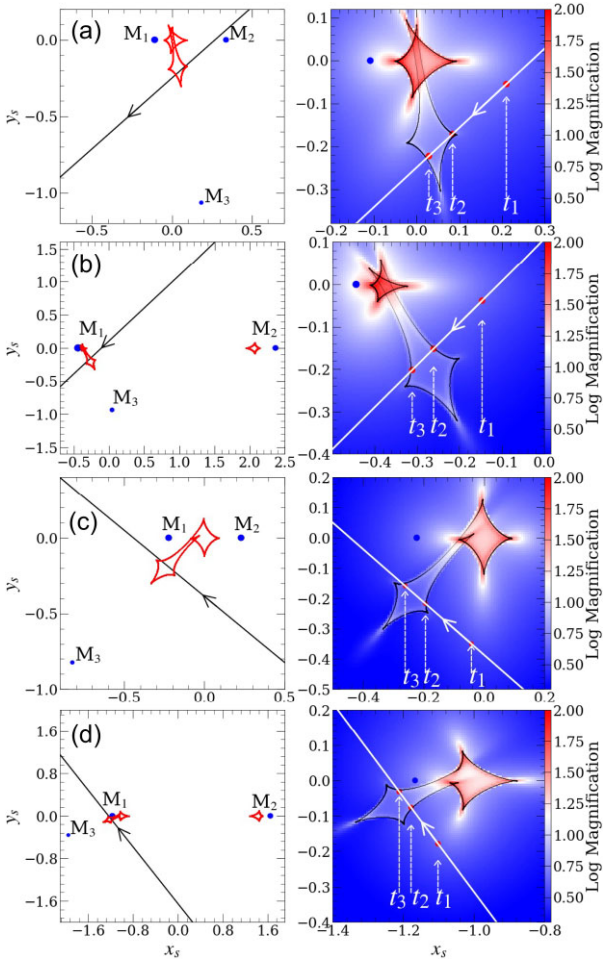 (a)
M₁
M₂
M₃
0.0
−0.5
−1.0
yₛ
−0.5
0.0
0.5
0.1
0.0
−0.1
−0.2
−0.3
t₃
t₂
t₁
−0.2
−0.1
0.0
0.1
0.2
0.3
2.00
1.75
1.50
1.25
1.00
0.75
0.50
Log Magnification
(b)
M₁
M₂
M₃
1.5
1.0
0.5
0.0
−0.5
−1.0
−1.5
yₛ
−0.5
0.0
0.5
1.0
1.5
2.0
2.5
0.1
0.0
−0.1
−0.2
−0.3
−0.4
t₃
t₂
t₁
−0.4
−0.3
−0.2
−0.1
0.0
2.00
1.75
1.50
1.25
1.00
0.75
0.50
Log Magnification
(c)
M₁
M₂
M₃
0.0
−0.5
−1.0
yₛ
−0.5
0.0
0.5
0.2
0.1
0.0
−0.1
−0.2
−0.3
−0.4
−0.5
t₃
t₂
t₁
−0.4
−0.2
0.0
0.2
2.00
1.75
1.50
1.25
1.00
0.75
0.50
Log Magnification
(d)
M₁
M₂
M₃
1.6
0.8
0.0
−0.8
−1.6
yₛ
−1.6
−0.8
0.0
0.8
1.6
xₛ
0.2
0.1
0.0
−0.1
−0.2
−0.3
−0.4
t₃
t₂
t₁
−1.4
−1.2
−1.0
−0.8
xₛ
2.00
1.75
1.50
1.25
1.00
0.75
0.50
Log Magnification